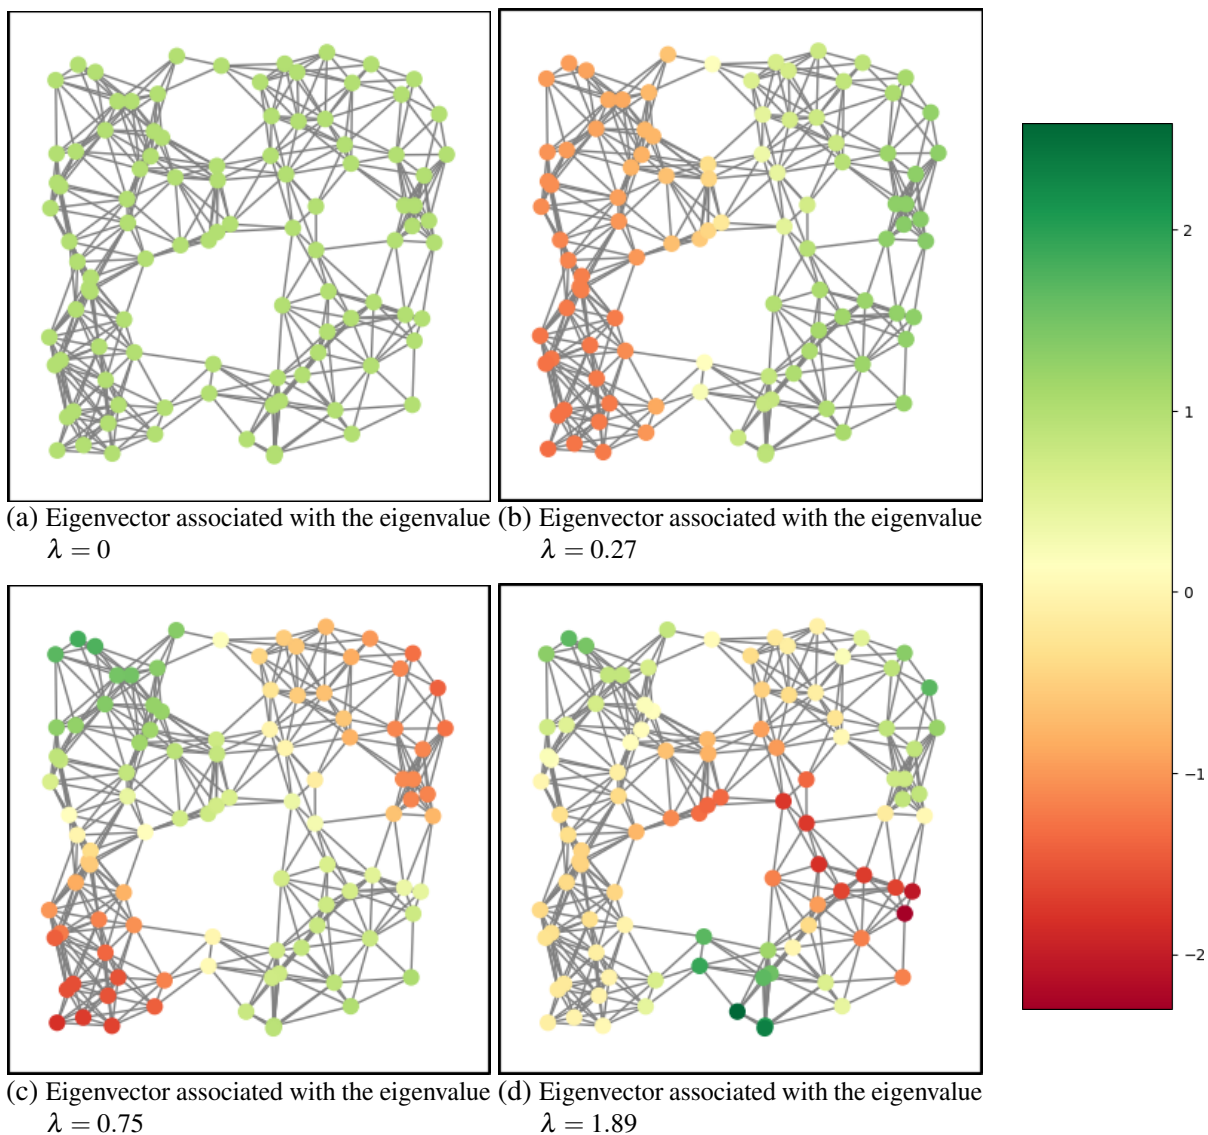 (a) Eigenvector associated with the eigenvalue
λ = 0
(b) Eigenvector associated with the eigenvalue
λ = 0.27
2
1
0
−1
−2
(c) Eigenvector associated with the eigenvalue
λ = 0.75
(d) Eigenvector associated with the eigenvalue
λ = 1.89